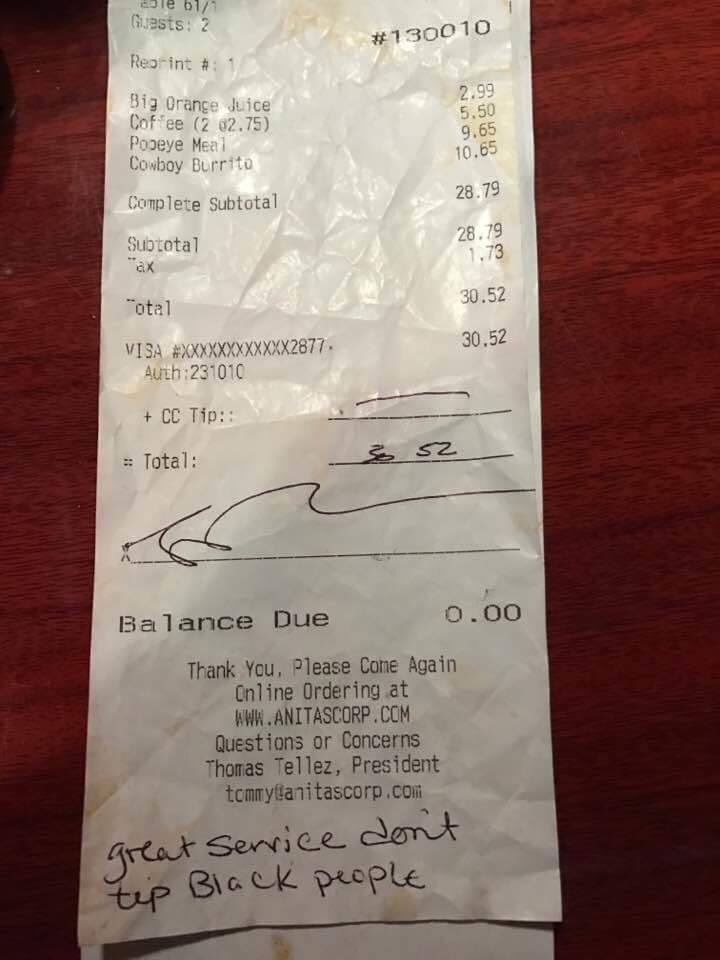 Guests: 2
#130010
Reprint #: 1
Big Orange Juice 2.99
Coffee (2 @2.75) 5.50
Popeye Meal 9.65
Cowboy Burrito 10.65
Complete Subtotal 28.79
Subtotal 28.79
Tax 1.73
Total 30.52
VISA #XXXXXXXXXXXX2877 30.52
Auth:231010
+ CC Tip::
= Total: 30 52
X
Balance Due 0.00
Thank You, Please Come Again
Online Ordering at
WWW.ANITASCORP.COM
Questions or Concerns
Thomas Tellez, President
tommy@anitascorp.com
great service don't
tip Black people